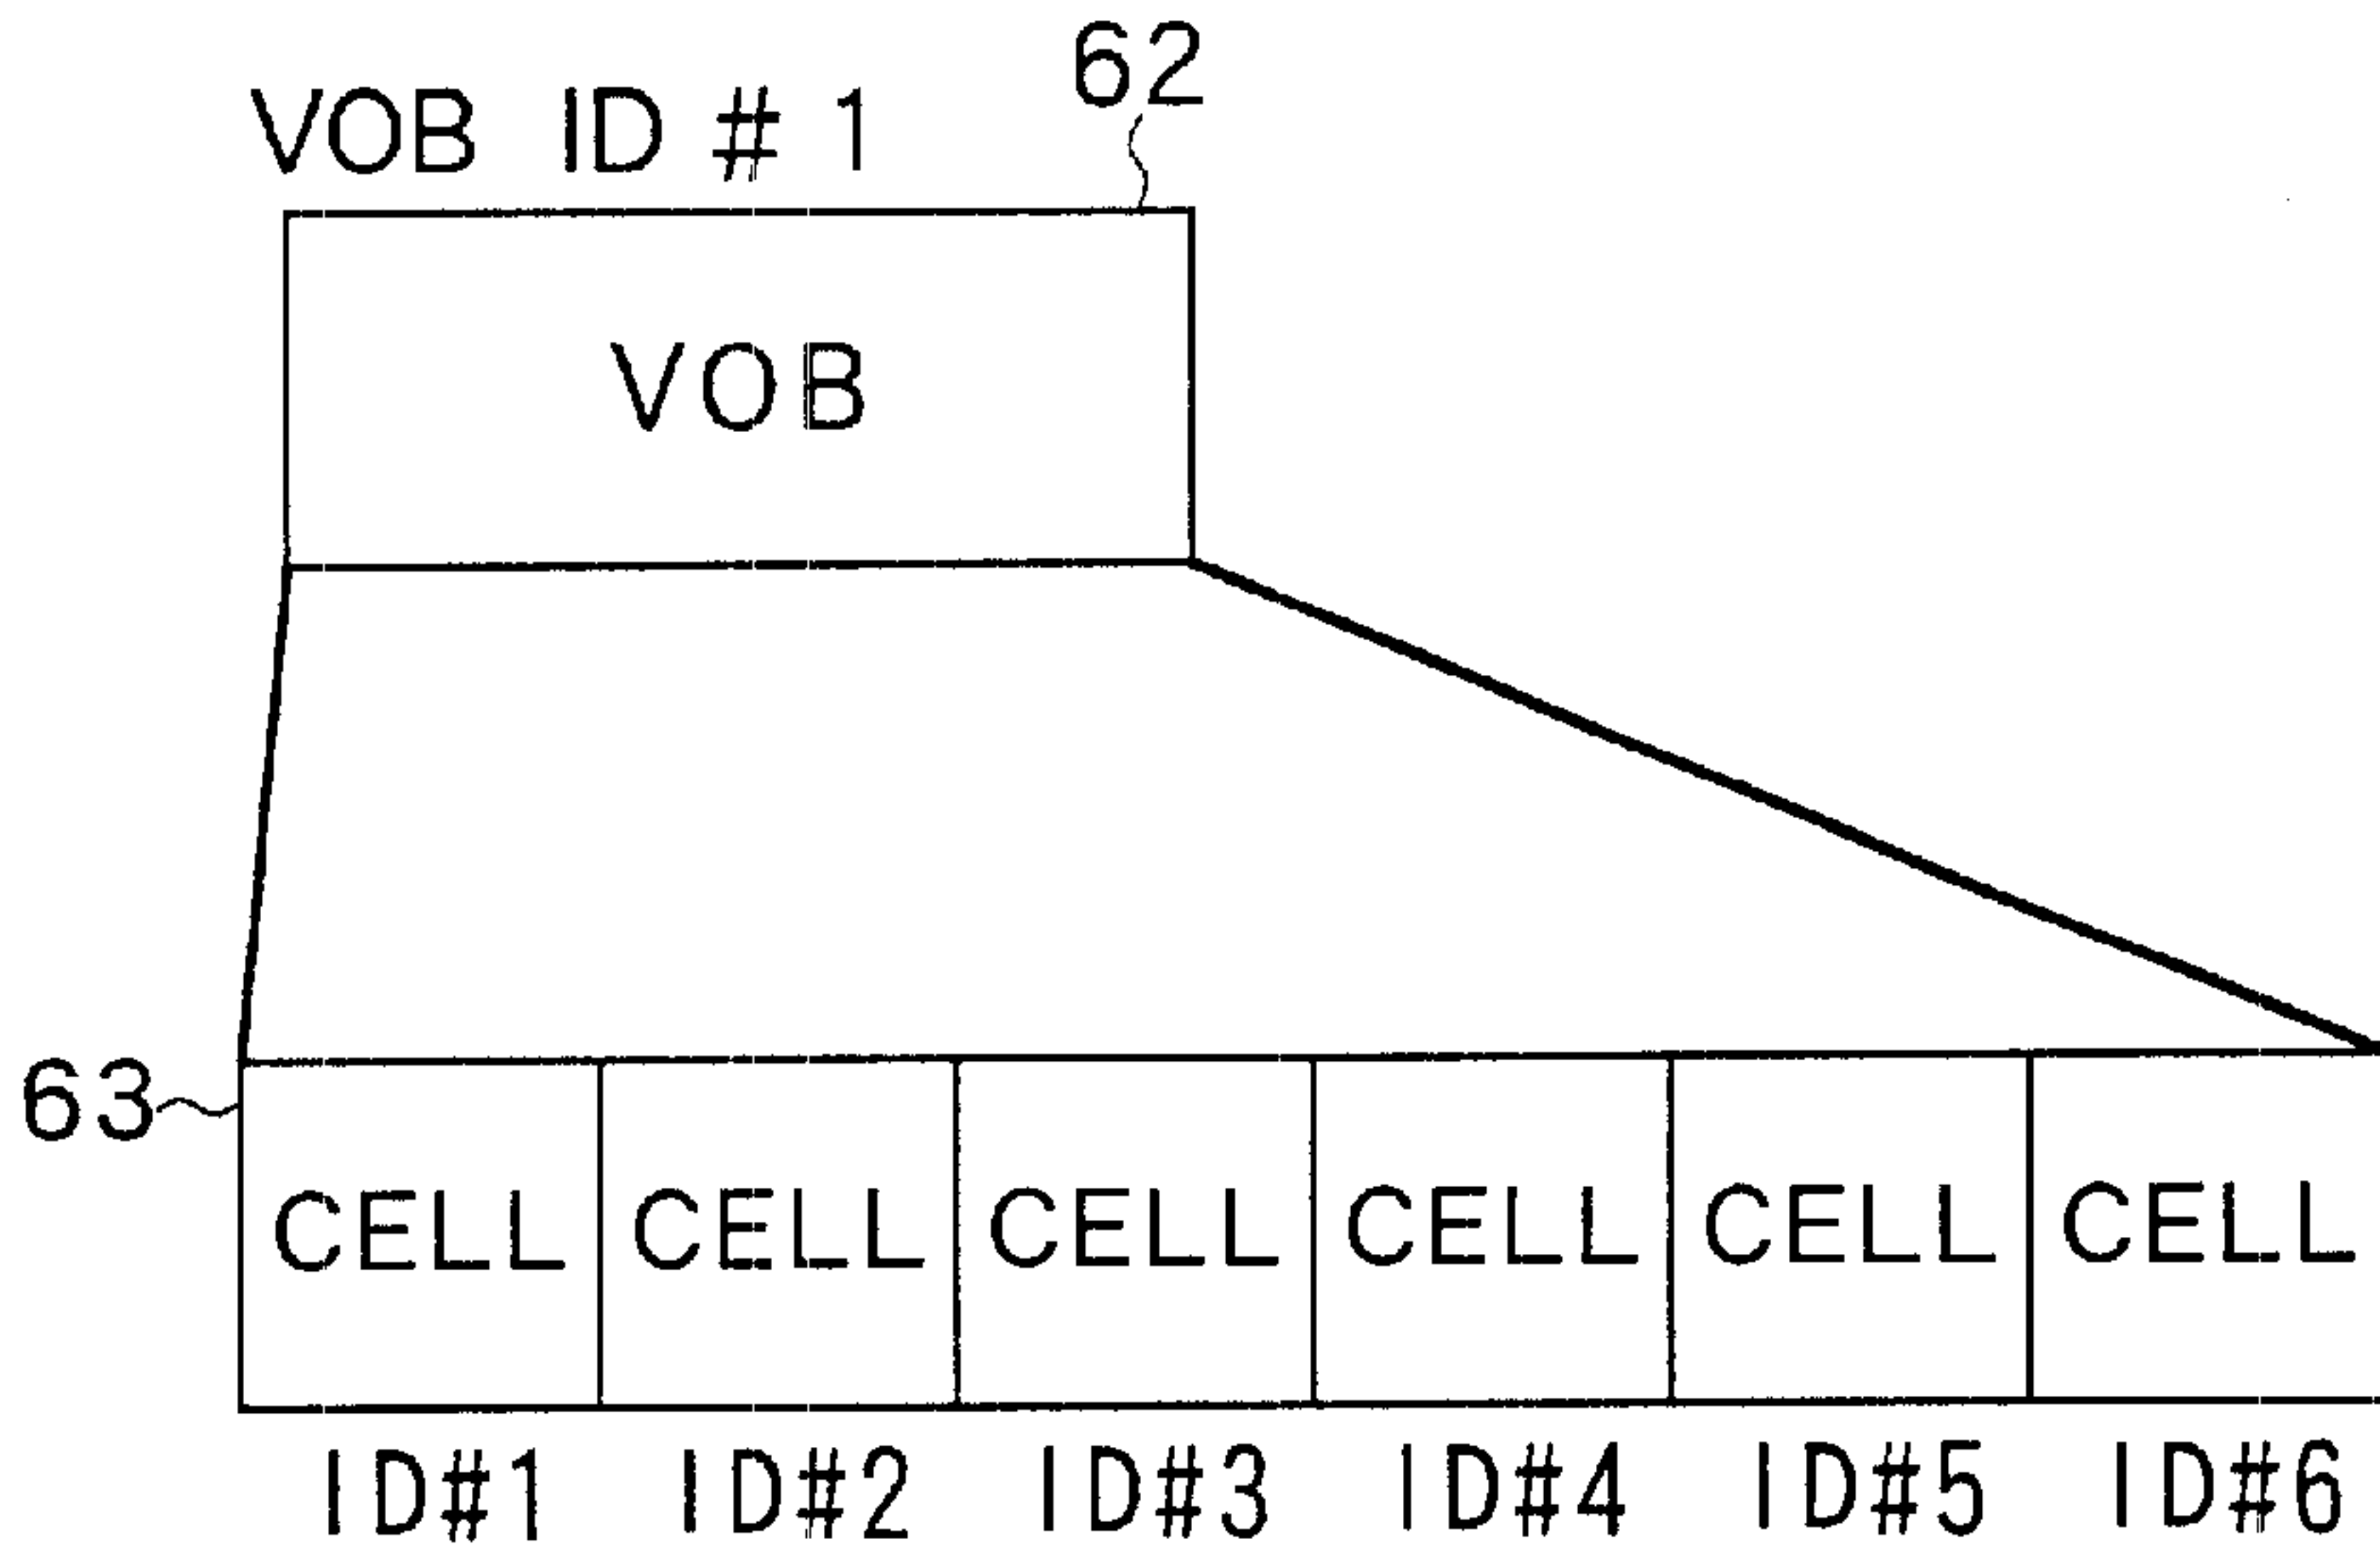 62
VOB ID # 1
VOB
63
CELL CELL CELL CELL CELL CELL
ID#1 ID#2 ID#3 ID#4 ID#5 ID#6